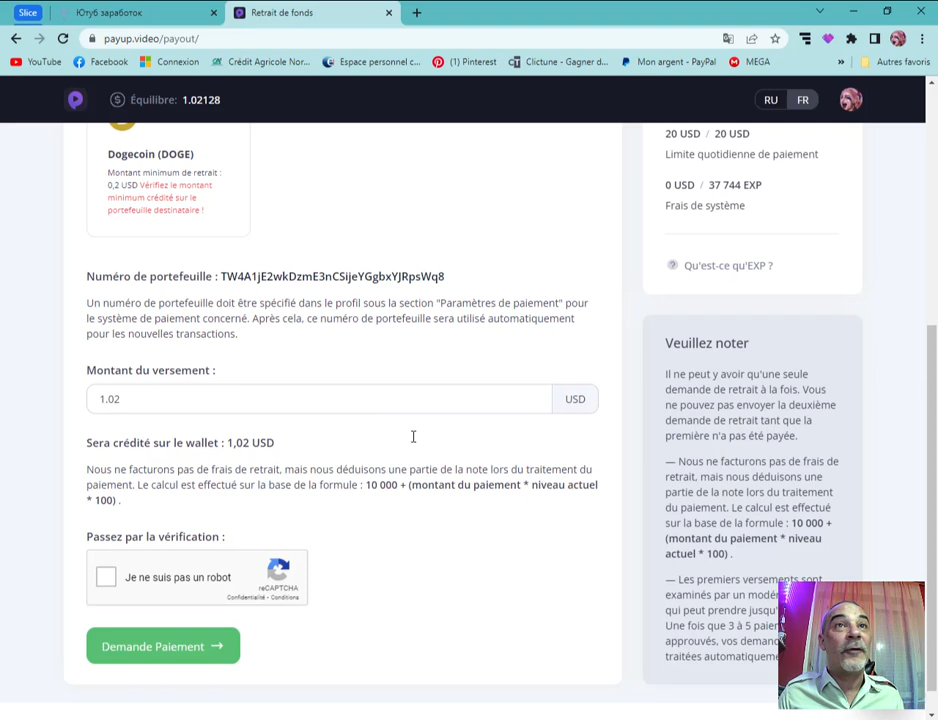 Slice
Ютуб заработок
Retrait de fonds
payup.video/payout/
YouTube
Facebook
Connexion
Crédit Agricole Nor...
Espace personnel c...
(1) Pinterest
Clictune - Gagner d...
Mon argent - PayPal
MEGA
»
Autres favoris
Équilibre: 1.02128
RU FR
Dogecoin (DOGE)
Montant minimum de retrait :
0,2 USD Vérifiez le montant
minimum crédité sur le
portefeuille destinataire !
Numéro de portefeuille : TW4A1jE2wkDzmE3nCSijeYGgbxYJRpsWq8
Un numéro de portefeuille doit être spécifié dans le profil sous la section "Paramètres de paiement" pour
le système de paiement concerné. Après cela, ce numéro de portefeuille sera utilisé automatiquement
pour les nouvelles transactions.
Montant du versement :
1.02 USD
Sera crédité sur le wallet : 1,02 USD
Nous ne facturons pas de frais de retrait, mais nous déduisons une partie de la note lors du traitement du
paiement. Le calcul est effectué sur la base de la formule : 10 000 + (montant du paiement * niveau actuel
* 100) .
Passez par la vérification :
Je ne suis pas un robot
reCAPTCHA
Confidentialité - Conditions
Demande Paiement →
20 USD / 20 USD
Limite quotidienne de paiement
0 USD / 37 744 EXP
Frais de système
Qu'est-ce qu'EXP ?
Veuillez noter
Il ne peut y avoir qu'une seule
demande de retrait à la fois. Vous
ne pouvez pas envoyer la deuxième
demande de retrait tant que la
première n'a pas été payée.
— Nous ne facturons pas de frais de
retrait, mais nous déduisons une
partie de la note lors du traitement
du paiement. Le calcul est effectué
sur la base de la formule : 10 000 +
(montant du paiement * niveau
actuel * 100) .
— Les premiers versements sont
examinés par un modé
qui peut prendre jusqu'
Une fois que 3 à 5 paie
approuvés, vos demand
traitées automatiqueme